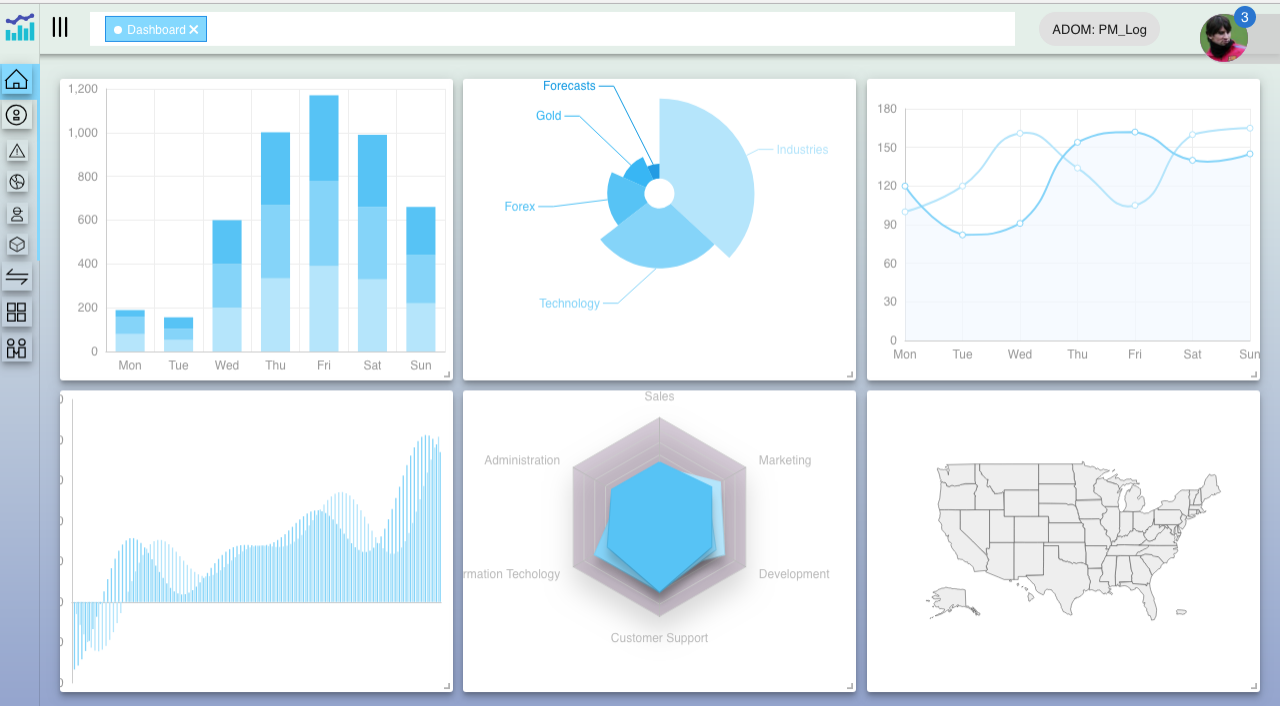 Dashboard
ADOM: PM_Log
3
1,200
1,000
800
600
400
200
0
Mon Tue Wed Thu Fri Sat Sun
Forecasts
Gold
Industries
Forex
Technology
180
150
120
90
60
30
0
Mon Tue Wed Thu Fri Sat Sun
Sales
Administration
Marketing
rmation Techology
Development
Customer Support